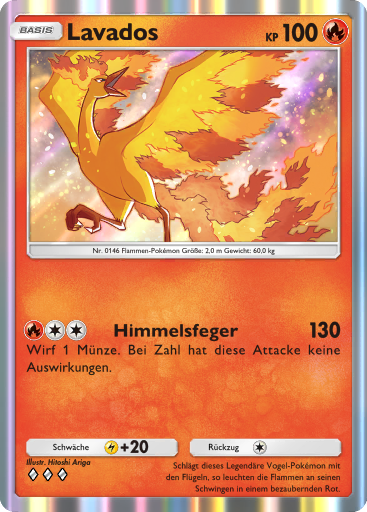 BASIS Lavados KP 100
Nr. 0146 Flammen-Pokémon Größe: 2,0 m Gewicht: 60,0 kg
Himmelsfeger 130
Wirf 1 Münze. Bei Zahl hat diese Attacke keine
Auswirkungen.
Schwäche +20 Rückzug
Illustr. Hitoshi Ariga
Schlägt dieses Legendäre Vogel-Pokémon mit
den Flügeln, so leuchten die Flammen an seinen
Schwingen in einem bezaubernden Rot.